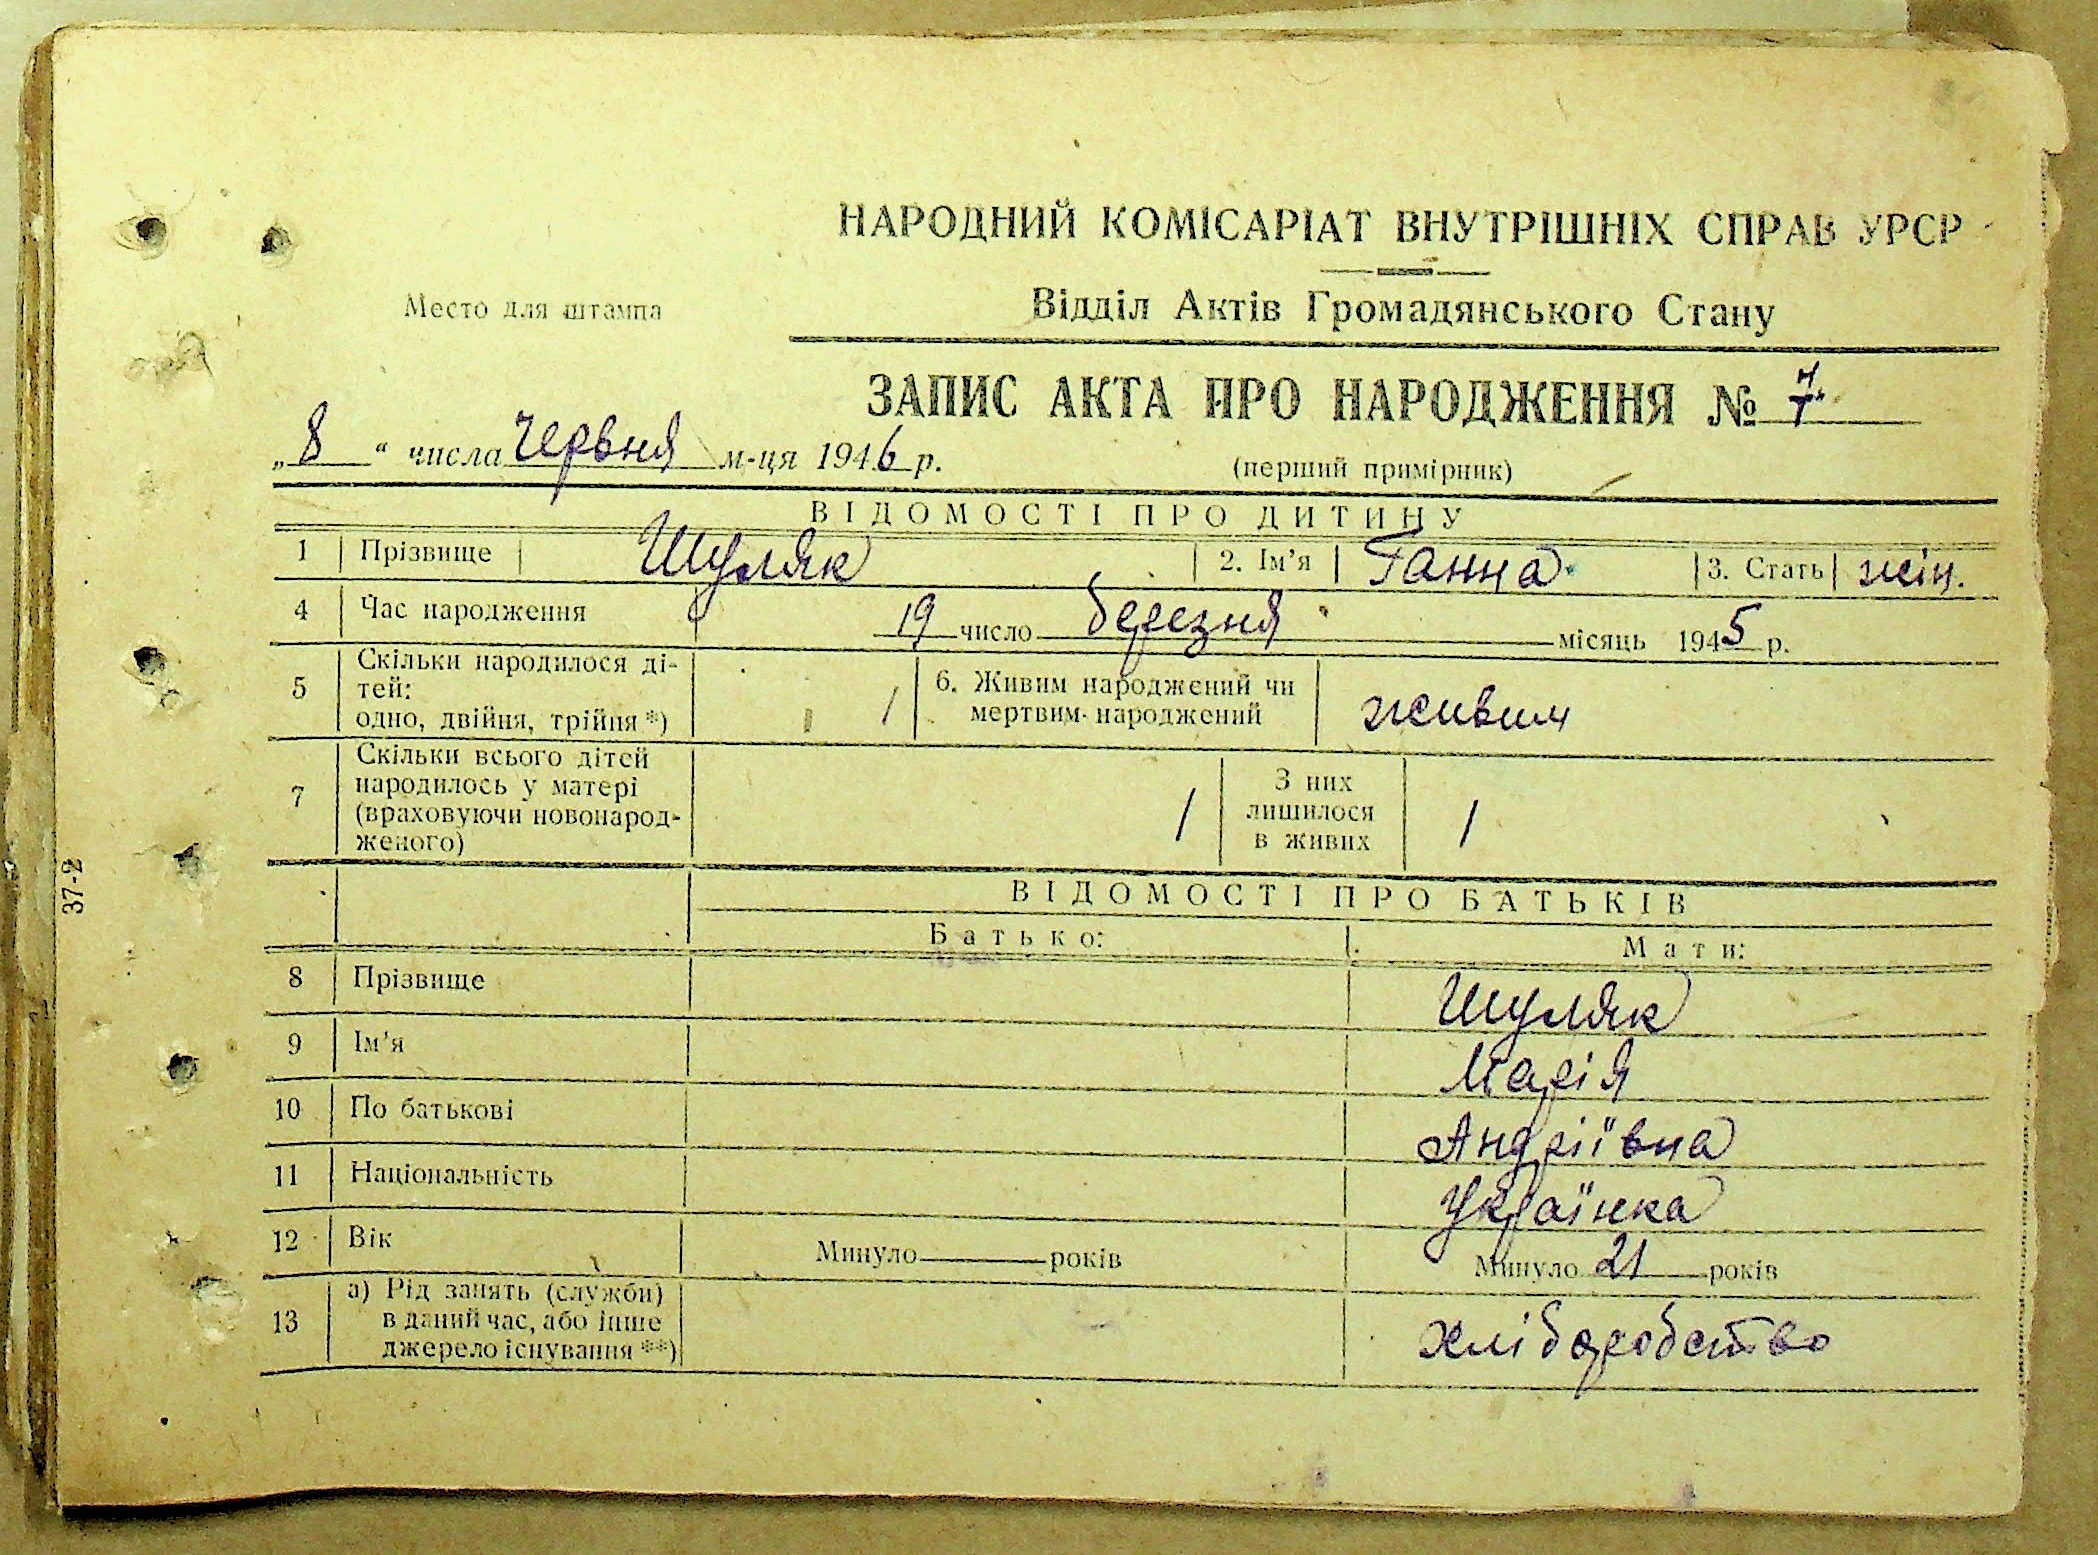 НАРОДНИЙ КОМІСАРІАТ ВНУТРІШНІХ СПРАВ УРСР
Место для штампа
Відділ Актів Громадянського Стану
ЗАПИС АКТА ПРО НАРОДЖЕННЯ № 7
„8“ числа червня м-ця 1946 р.
(перший примірник)
ВІДОМОСТІ ПРО ДИТИНУ
1 Прізвище Шуляк 2. Ім’я Ганна 3. Стать жін.
4 Час народження 19 число березня місяць 1945 р.
5 Скільки народилося ді-
тей:
одно, двійня, трійня *) 1
6. Живим народжений чи
мертвим народжений живим
7 Скільки всього дітей
народилось у матері
(враховуючи новонарод-
женого) 1
З них
лишилося
в живих 1
ВІДОМОСТІ ПРО БАТЬКІВ
Батько: Мати:
8 Прізвище Шуляк
9 Ім’я Марія
10 По батькові Андріївна
11 Національність Українка
12 Вік Минуло років Минуло 21 років
13 а) Рід занять (служби)
в даний час, або інше
джерело існування **) хліборобство
37-2